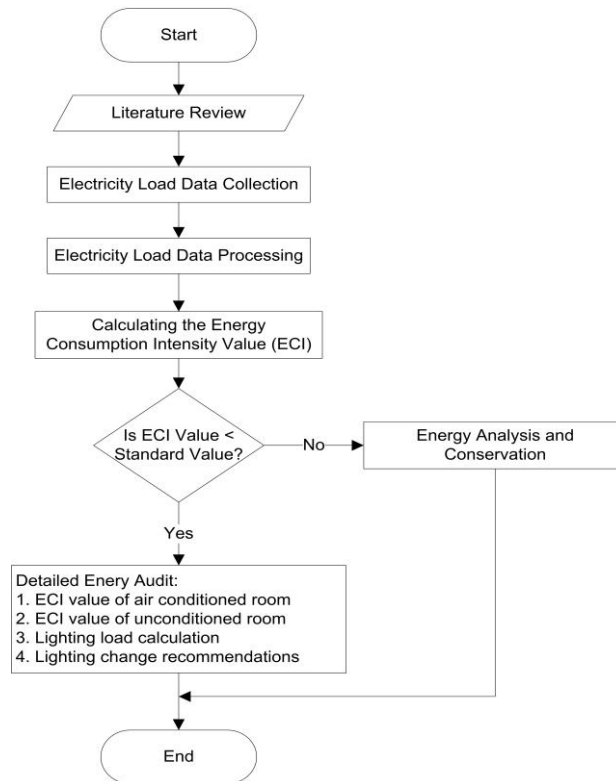 Start
Literature Review
Electricity Load Data Collection
Electricity Load Data Processing
Calculating the Energy
Consumption Intensity Value (ECI)
Is ECI Value <
Standard Value?
No
Energy Analysis and
Conservation
Yes
Detailed Enery Audit:
1. ECI value of air conditioned room
2. ECI value of unconditioned room
3. Lighting load calculation
4. Lighting change recommendations
End